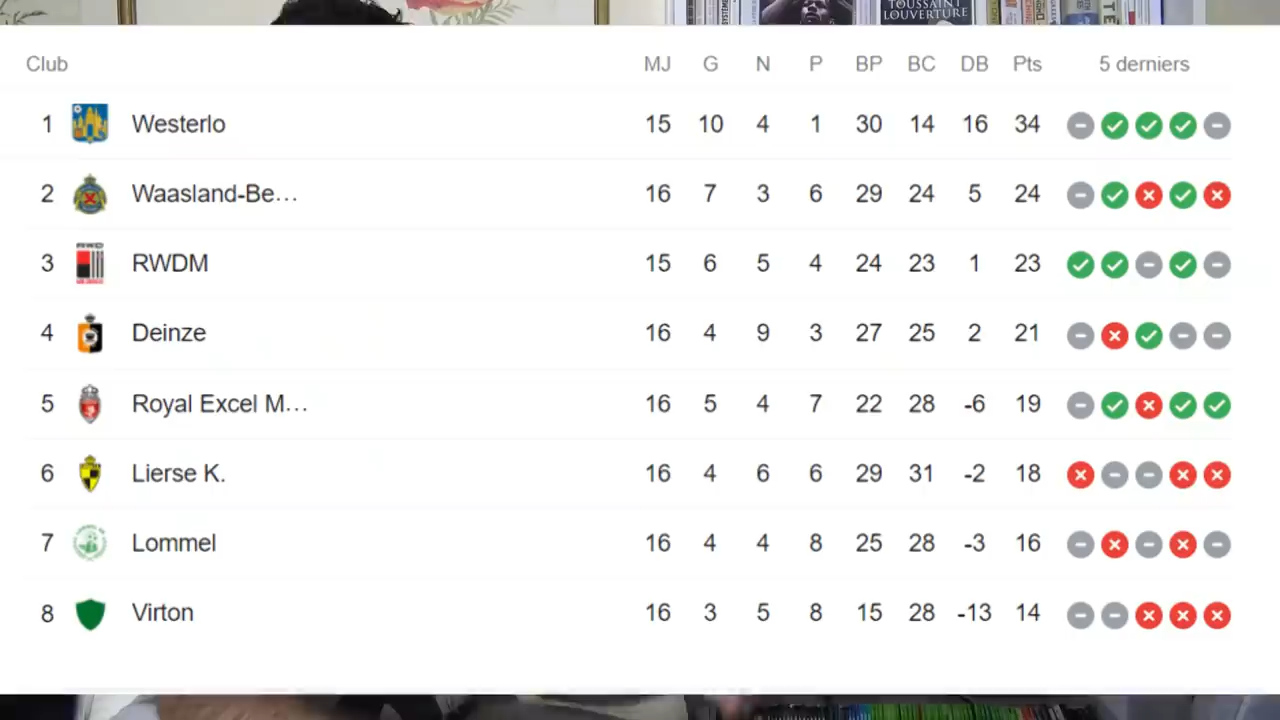 TOUSSAINT
LOUVERTURE
Club MJ G N P BP BC DB Pts 5 derniers
1 Westerlo 15 10 4 1 30 14 16 34
2 Waasland-Be... 16 7 3 6 29 24 5 24
3 RWDM 15 6 5 4 24 23 1 23
4 Deinze 16 4 9 3 27 25 2 21
5 Royal Excel M... 16 5 4 7 22 28 -6 19
6 Lierse K. 16 4 6 6 29 31 -2 18
7 Lommel 16 4 4 8 25 28 -3 16
8 Virton 16 3 5 8 15 28 -13 14